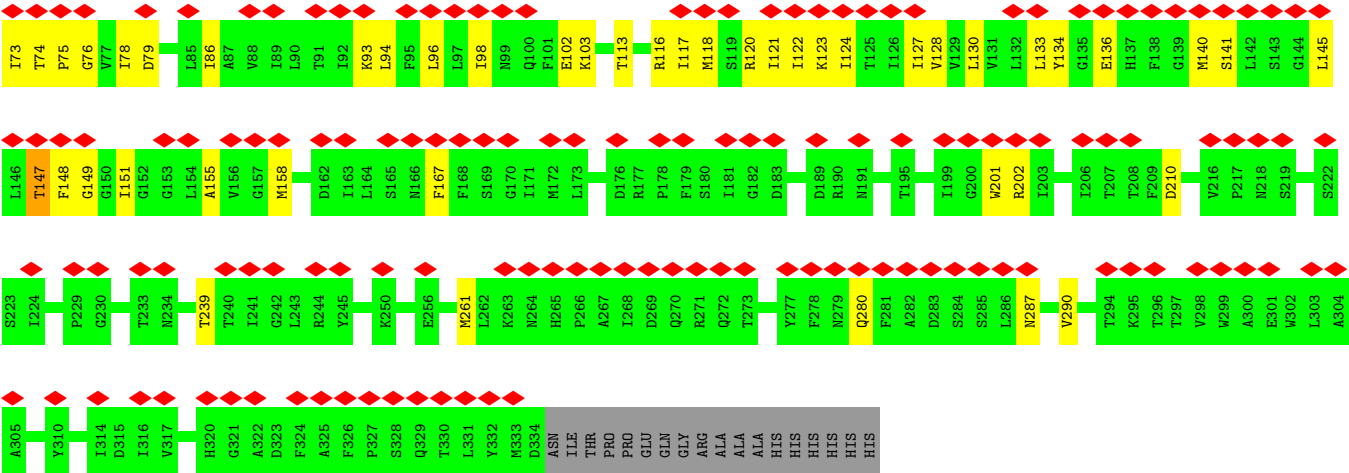 I73 T74 P75 G76 V77 I78 D79 L85 I86 A87 V88 I89 L90 T91 I92 K93 L94 F95 L96 L97 I98 N99 Q100 F101 E102 K103 T113 R116 I117 M118 S119 R120 I121 I122 K123 I124 T125 I126 I127 V128 V129 L130 V131 L132 L133 Y134 G135 E136 H137 F138 G139 M140 S141 L142 S143 G144 L145
L146 T147 F148 G149 G150 I151 G152 G153 L154 A155 V156 G157 M158 D162 I163 L164 S165 N166 F167 F168 S169 G170 I171 M172 L173 D176 R177 P178 F179 S180 I181 G182 D183 D189 R190 N191 T195 I199 G200 W201 R202 I203 I206 T207 T208 F209 D210 V216 P217 N218 S219 S222
S223 I224 P229 G230 T233 N234 T239 T240 I241 G242 L243 R244 Y245 K250 E256 M261 L262 K263 N264 H265 P266 A267 I268 D269 Q270 R271 Q272 T273 Y277 F278 N279 Q280 F281 A282 D283 S284 S285 L286 N287 V290 T294 K295 T296 T297 V298 W299 A300 E301 W302 L303 A304
A305 Y310 I314 D315 I316 V317 H320 G321 A322 D323 F324 A325 F326 P327 S328 Q329 T330 L331 Y332 M333 D334 ASN ILE THR PRO PRO GLU GLN GLY ARG ALA ALA ALA HIS HIS HIS HIS HIS HIS